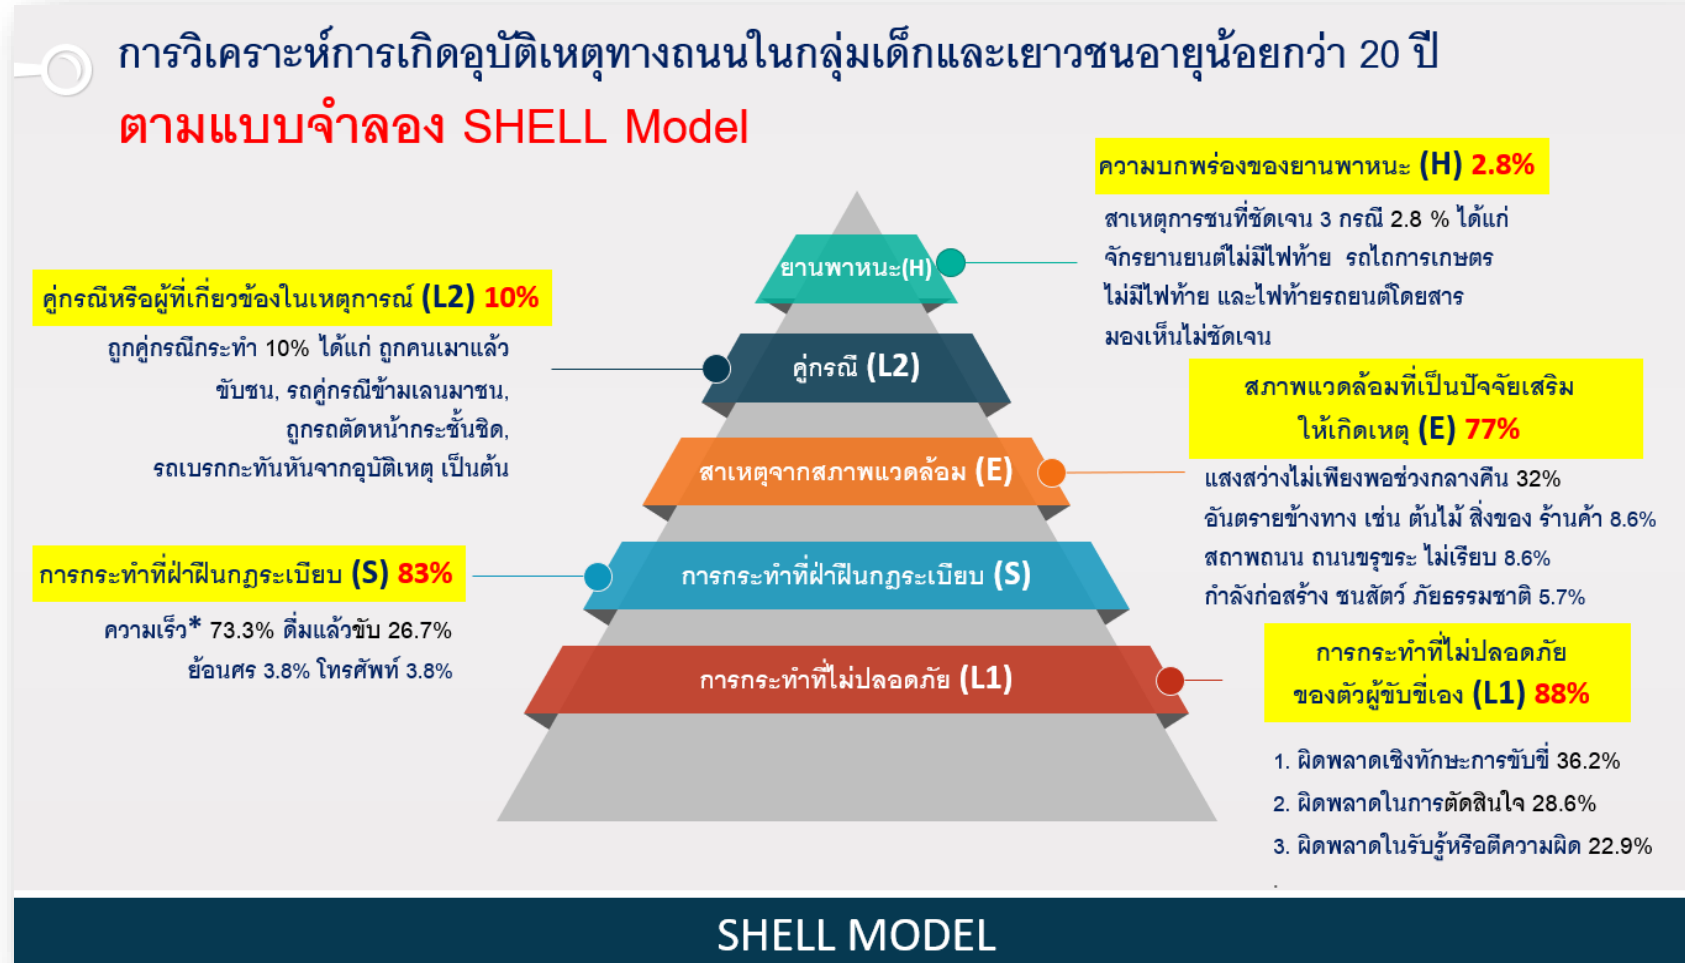 การวิเคราะห์การเกิดอุบัติเหตุทางถนนในกลุ่มเด็กและเยาวชนอายุน้อยกว่า 20 ปี
ตามแบบจำลอง SHELL Model
ความบกพร่องของยานพาหนะ (H) 2.8%
สาเหตุการชนที่ชัดเจน 3 กรณี 2.8 % ได้แก่
จักรยานยนต์ไม่มีไฟท้าย รถไถการเกษตร
ไม่มีไฟท้าย และไฟท้ายรถยนต์โดยสาร
มองเห็นไม่ชัดเจน
ยานพาหนะ(H)
คู่กรณีหรือผู้ที่เกี่ยวข้องในเหตุการณ์ (L2) 10%
ถูกคู่กรณีกระทำ 10% ได้แก่ ถูกคนเมาแล้ว
ขับชน, รถคู่กรณีข้ามเลนมาชน,
ถูกรถตัดหน้ากระชั้นชิด,
รถเบรกกะทันหันจากอุบัติเหตุ เป็นต้น
คู่กรณี (L2)
สภาพแวดล้อมที่เป็นปัจจัยเสริม
ให้เกิดเหตุ (E) 77%
แสงสว่างไม่เพียงพอช่วงกลางคืน 32%
อันตรายข้างทาง เช่น ต้นไม้ สิ่งของ ร้านค้า 8.6%
สถาพถนน ถนนขรุขระ ไม่เรียบ 8.6%
กำลังก่อสร้าง ชนสัตว์ ภัยธรรมชาติ 5.7%
สาเหตุจากสภาพแวดล้อม (E)
การกระทำที่ฝ่าฝืนกฎระเบียบ (S) 83%
ความเร็ว* 73.3% ดื่มแล้วขับ 26.7%
ย้อนศร 3.8% โทรศัพท์ 3.8%
การกระทำที่ฝ่าฝืนกฎระเบียบ (S)
การกระทำที่ไม่ปลอดภัย (L1)
การกระทำที่ไม่ปลอดภัย
ของตัวผู้ขับขี่เอง (L1) 88%
1. ผิดพลาดเชิงทักษะการขับขี่ 36.2%
2. ผิดพลาดในการตัดสินใจ 28.6%
3. ผิดพลาดในรับรู้หรือตีความผิด 22.9%
.
SHELL MODEL